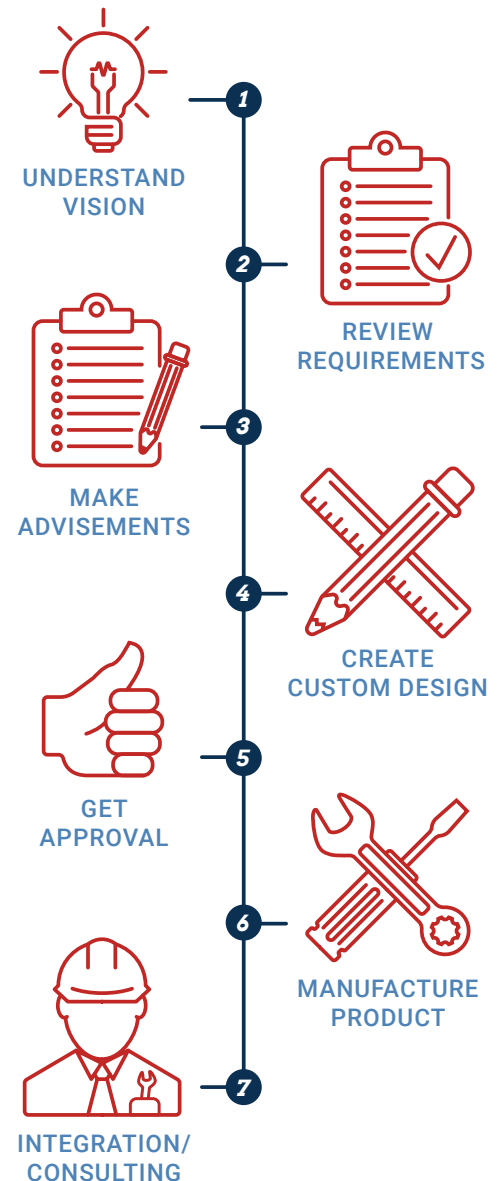 1
UNDERSTAND
VISION
2
REVIEW
REQUIREMENTS
3
MAKE
ADVISEMENTS
4
CREATE
CUSTOM DESIGN
5
GET
APPROVAL
6
MANUFACTURE
PRODUCT
7
INTEGRATION/
CONSULTING